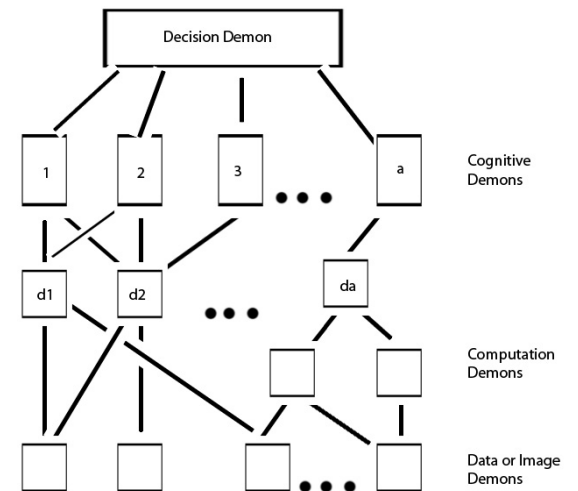 Decision Demon
1
2
3
a
Cognitive
Demons
d1
d2
da
Computation
Demons
Data or Image
Demons